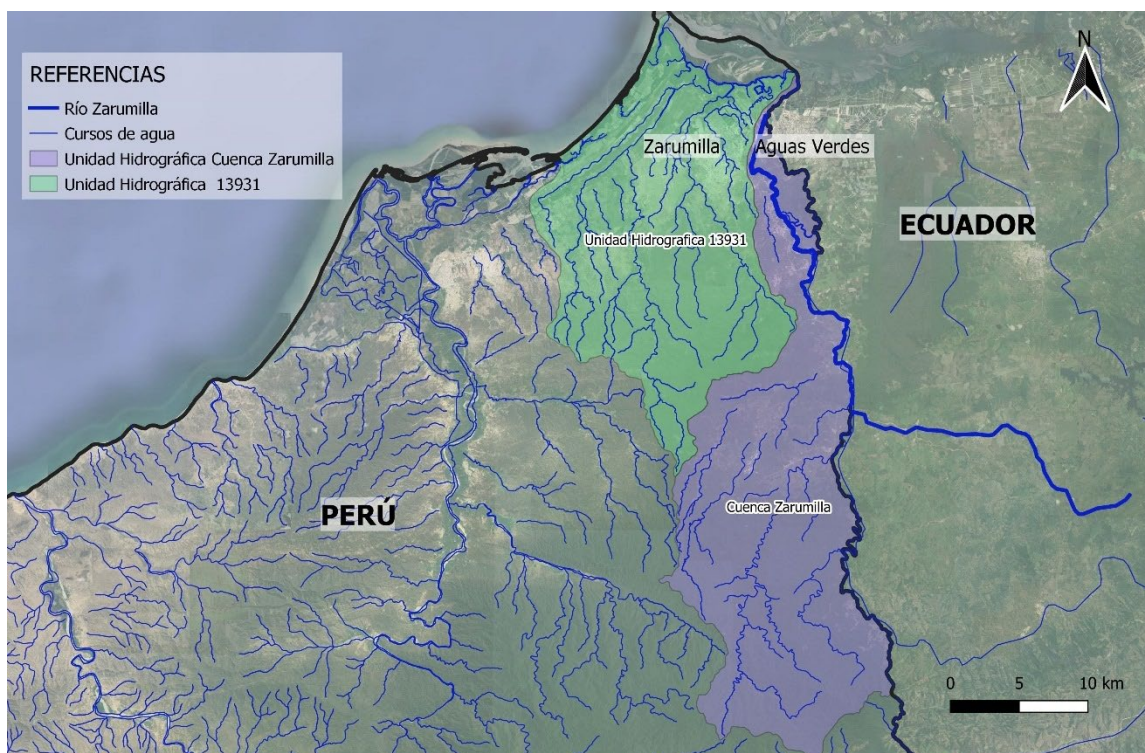 REFERENCIAS
Río Zarumilla
Cursos de agua
Unidad Hidrográfica Cuenca Zarumilla
Unidad Hidrográfica 13931
N
Zarumilla
Aguas Verdes
ECUADOR
Unidad Hidrografica 13931
Cuenca Zarumilla
PERÚ
0 5 10 km